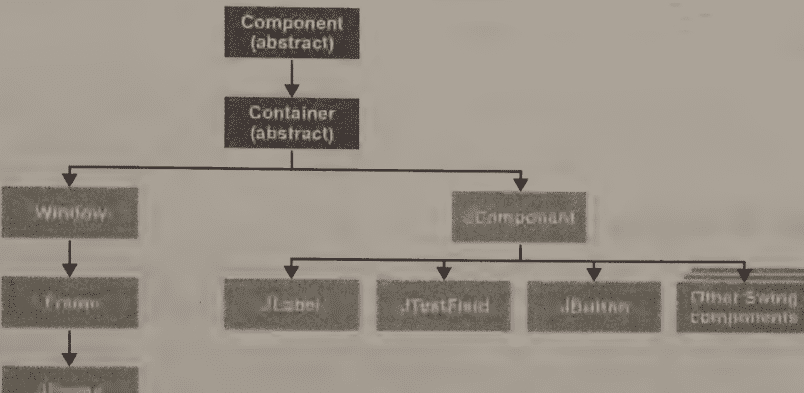 Component
(abstract)
Container
(abstract)
Window
JComponent
Frame
JLabel
JTextField
JButton
Other Swing
components